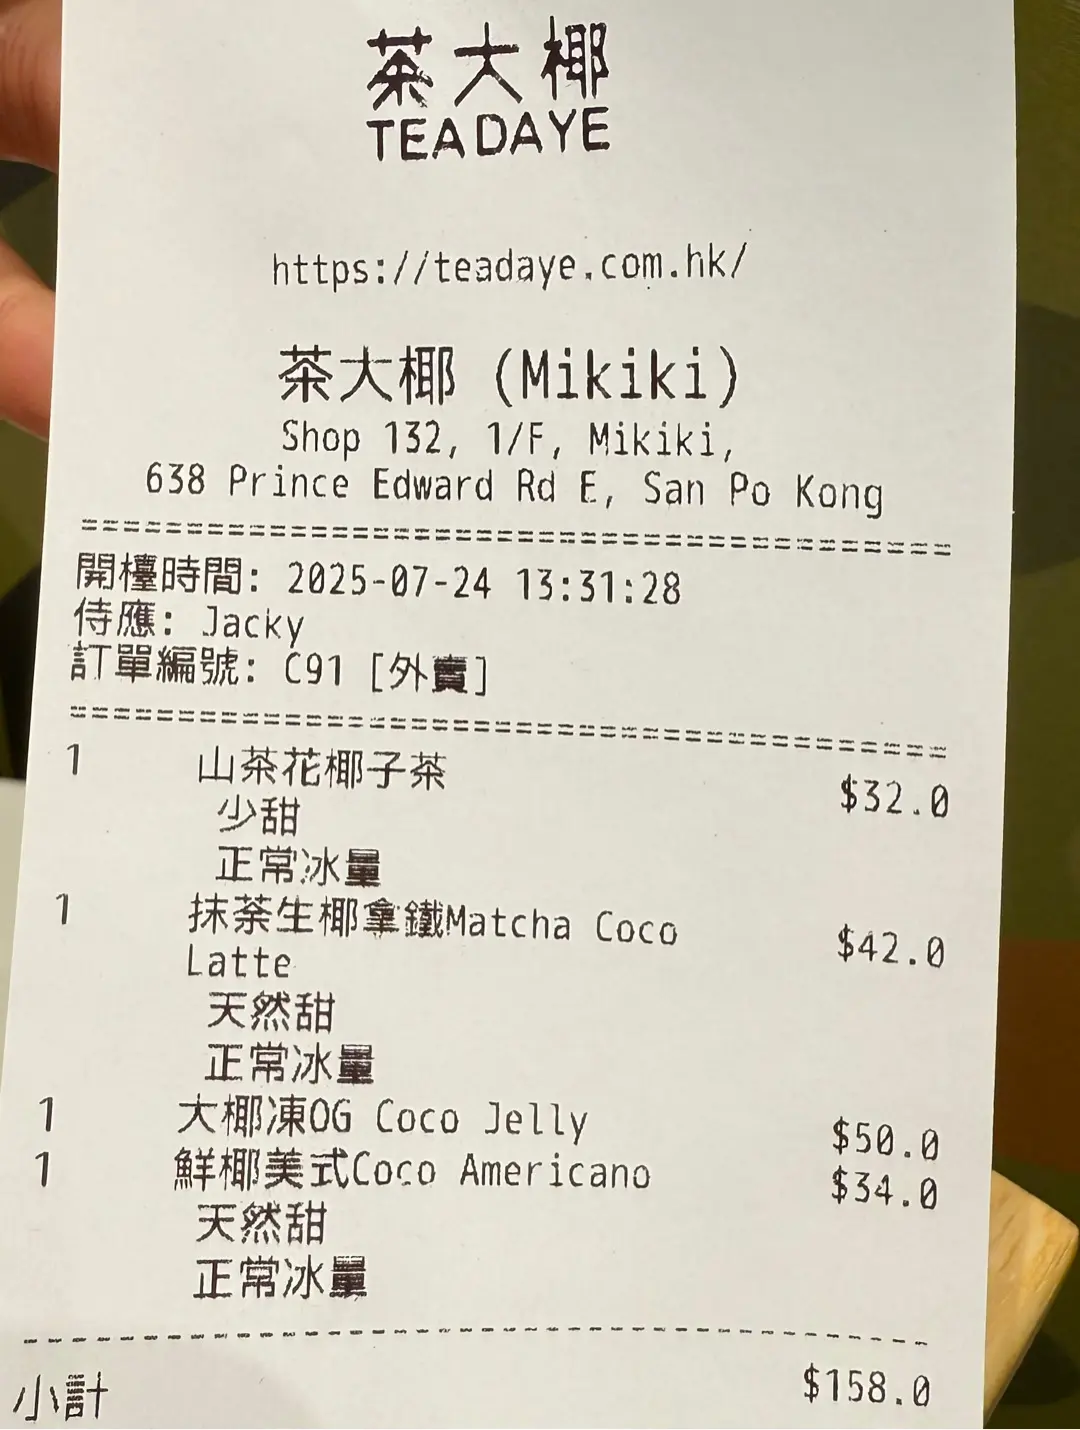 茶大椰
TEADAYE
https://teadaye.com.hk/
茶大椰 (Mikiki)
Shop 132, 1/F, Mikiki,
638 Prince Edward Rd E, San Po Kong
開檯時間: 2025-07-24 13:31:28
侍應: Jacky
訂單編號: C91 [外賣]
1 山茶花椰子茶 $32.0
少甜
正常冰量
1 抹茶生椰拿鐵Matcha Coco $42.0
Latte
天然甜
正常冰量
1 大椰凍OG Coco Jelly $50.0
1 鮮椰美式Coco Americano $34.0
天然甜
正常冰量
小計 $158.0